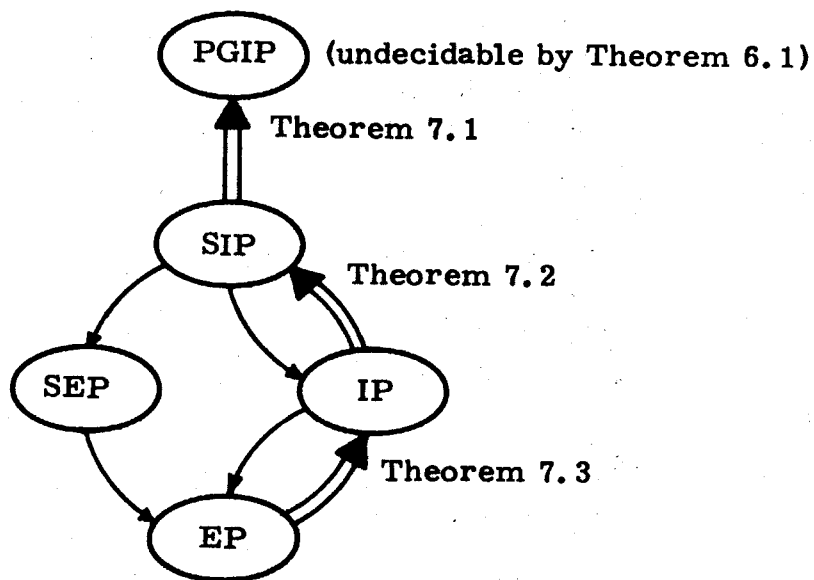 PGIP (undecidable by Theorem 6.1)
Theorem 7.1
SIP
Theorem 7.2
SEP
IP
Theorem 7.3
EP